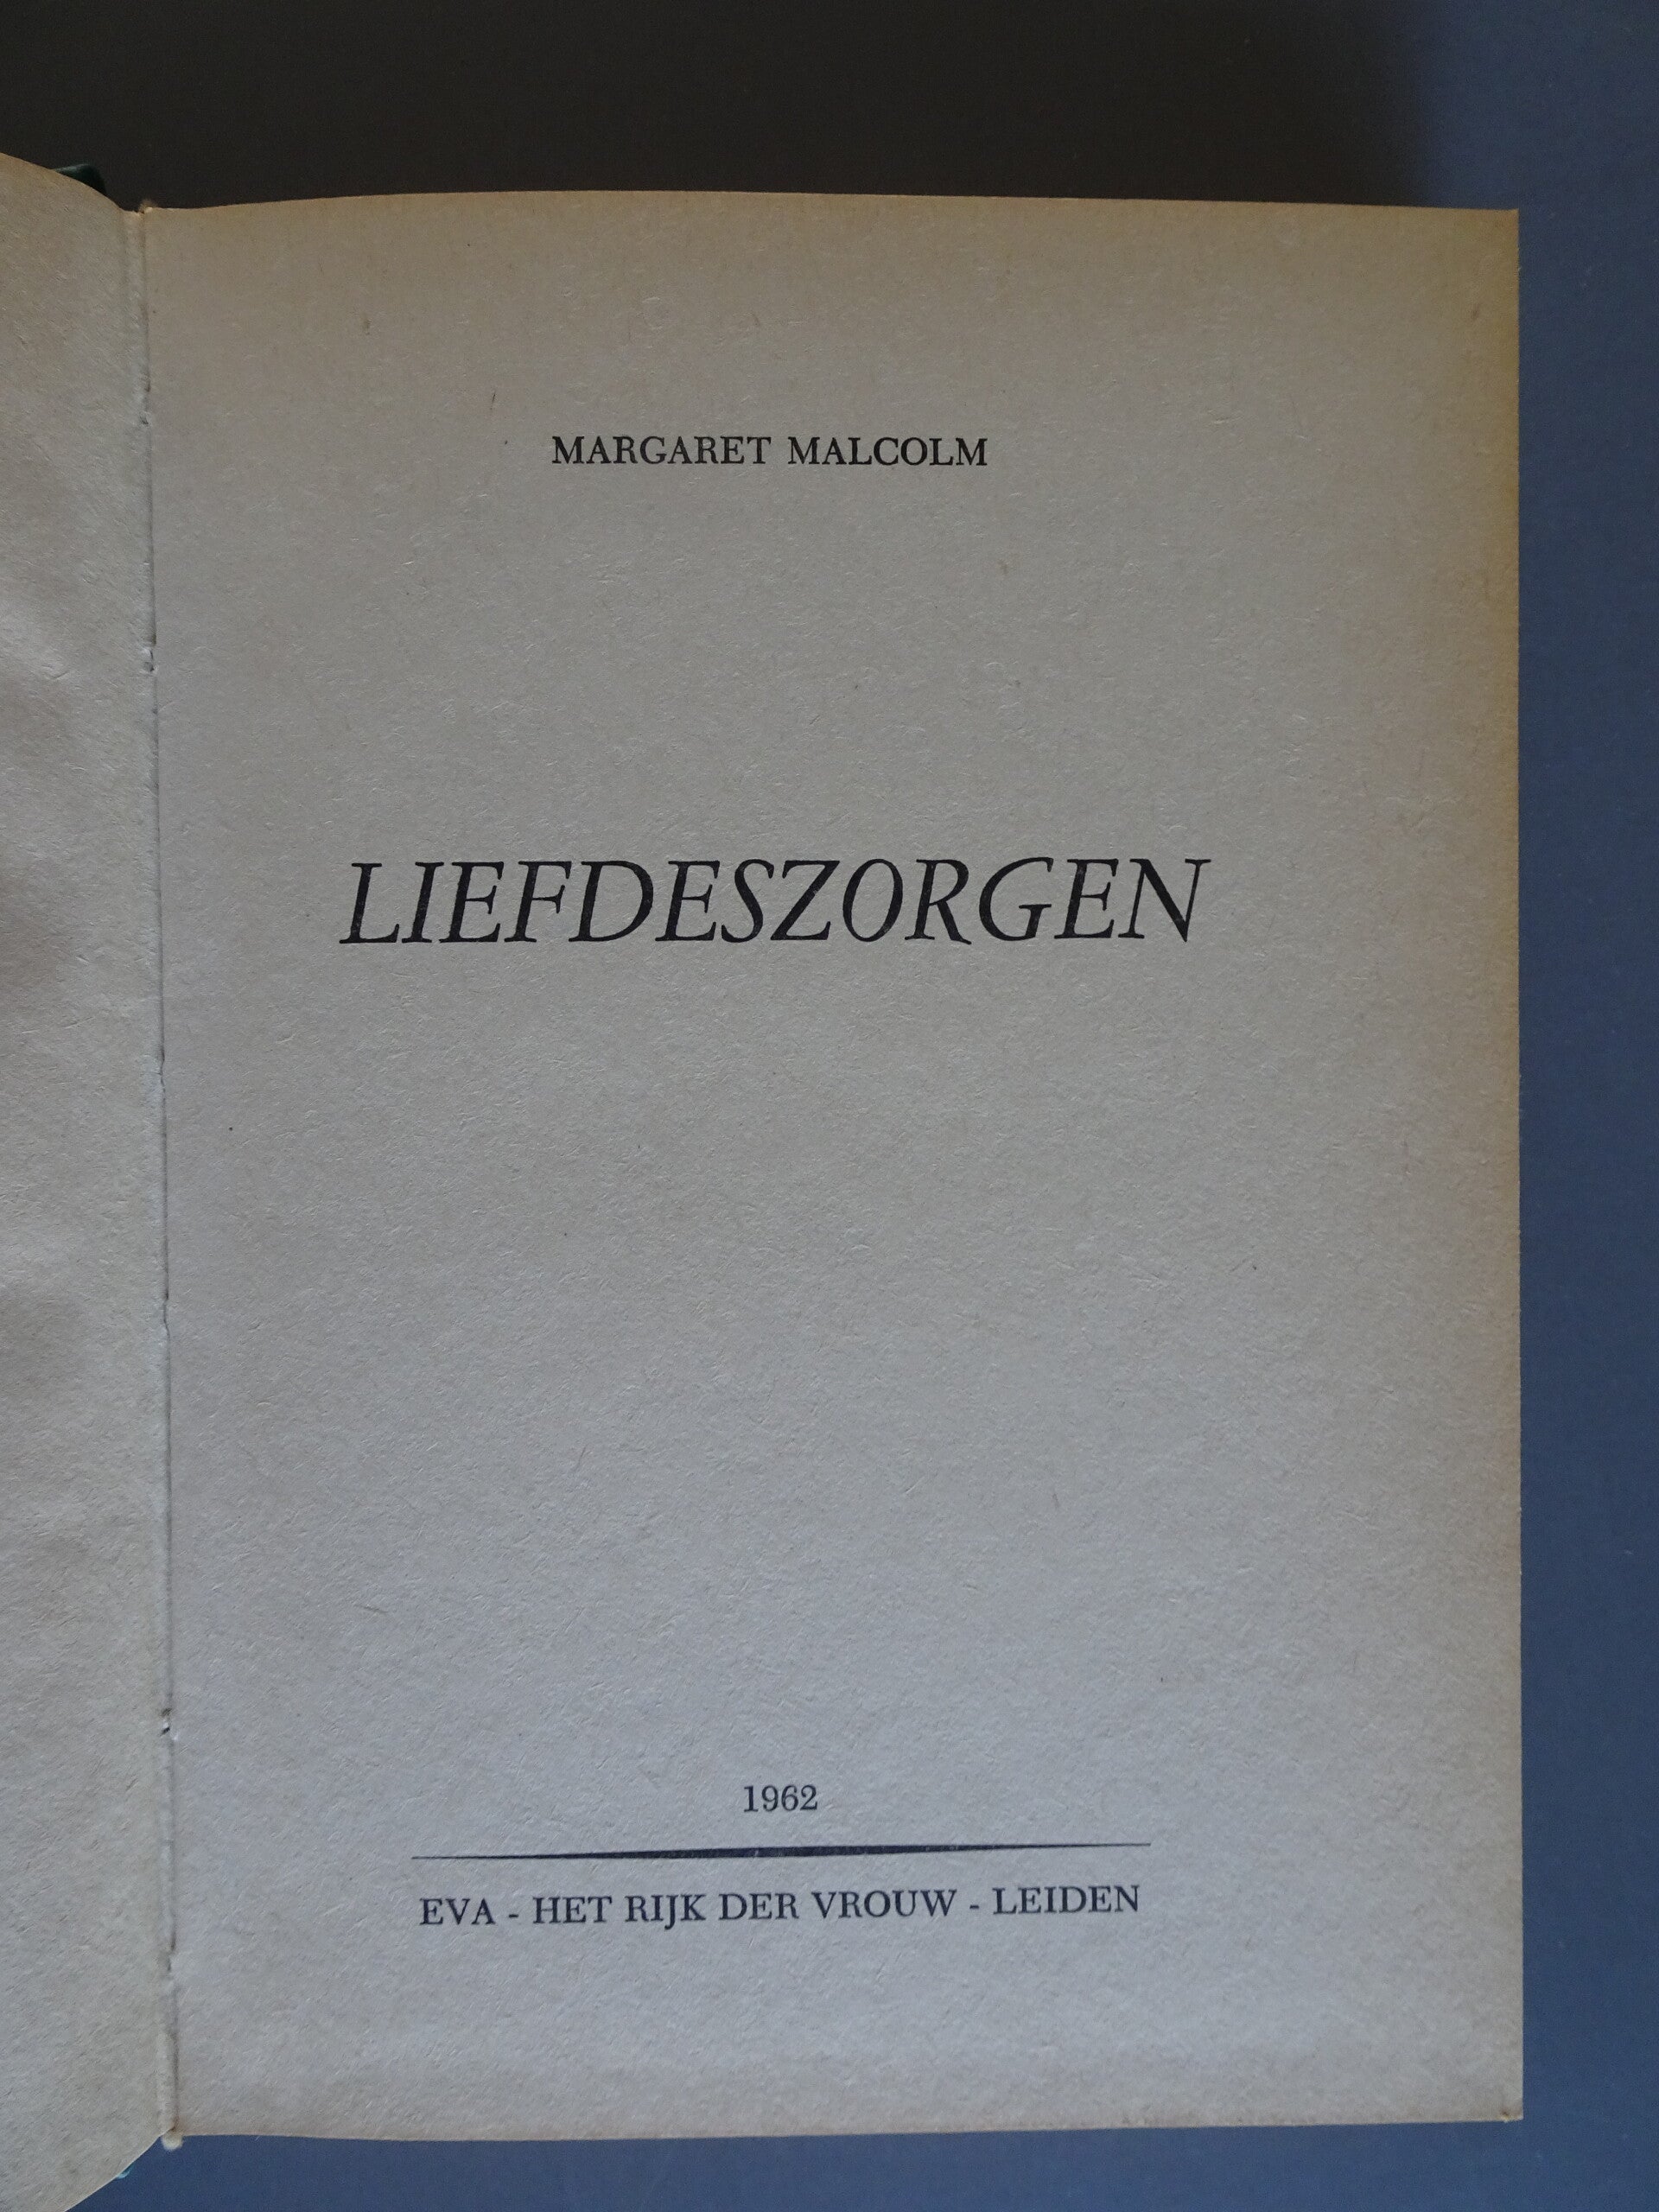 MARGARET MALCOLM
LIEFDESZORGEN
1962
EVA - HET RIJK DER VROUW - LEIDEN